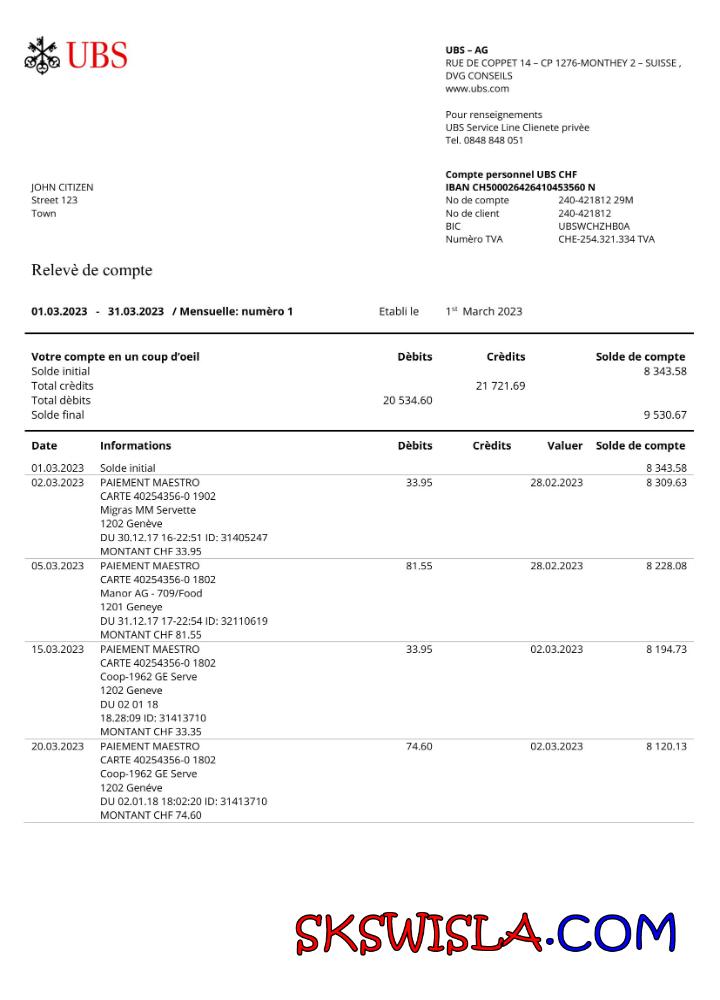 UBS
UBS – AG
RUE DE COPPET 14 – CP 1276-MONTHEY 2 – SUISSE ,
DVG CONSEILS
www.ubs.com
Pour renseignements
UBS Service Line Clienete privèe
Tel. 0848 848 051
JOHN CITIZEN
Street 123
Town
Compte personnel UBS CHF
IBAN CH500026426410453560 N
No de compte 240-421812 29M
No de client 240-421812
BIC UBSWCHZHB0A
Numèro TVA CHE-254.321.334 TVA
Relevè de compte
01.03.2023 - 31.03.2023 / Mensuelle: numèro 1 Etabli le 1st March 2023
Votre compte en un coup d'oeil Dèbits Crèdits Solde de compte
Solde initial 8 343.58
Total crèdits 21 721.69
Total dèbits 20 534.60
Solde final 9 530.67
Date Informations Dèbits Crèdits Valuer Solde de compte
01.03.2023 Solde initial 8 343.58
02.03.2023 PAIEMENT MAESTRO 33.95 28.02.2023 8 309.63
CARTE 40254356-0 1902
Migras MM Servette
1202 Genève
DU 30.12.17 16-22:51 ID: 31405247
MONTANT CHF 33.95
05.03.2023 PAIEMENT MAESTRO 81.55 28.02.2023 8 228.08
CARTE 40254356-0 1802
Manor AG - 709/Food
1201 Geneye
DU 31.12.17 17-22:54 ID: 32110619
MONTANT CHF 81.55
15.03.2023 PAIEMENT MAESTRO 33.95 02.03.2023 8 194.73
CARTE 40254356-0 1802
Coop-1962 GE Serve
1202 Geneve
DU 02 01 18
18.28:09 ID: 31413710
MONTANT CHF 33.35
20.03.2023 PAIEMENT MAESTRO 74.60 02.03.2023 8 120.13
CARTE 40254356-0 1802
Coop-1962 GE Serve
1202 Genéve
DU 02.01.18 18:02:20 ID: 31413710
MONTANT CHF 74.60
SKSWISLA.COM